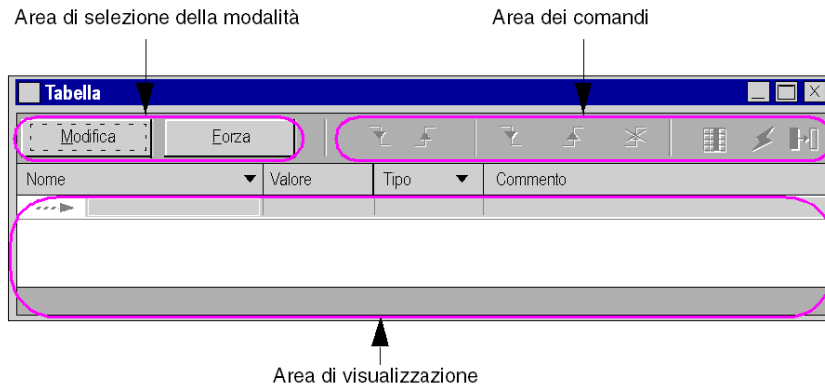 Area di selezione della modalità
Area dei comandi
Tabella
Modifica
Forza
Nome
Valore
Tipo
Commento
Area di visualizzazione